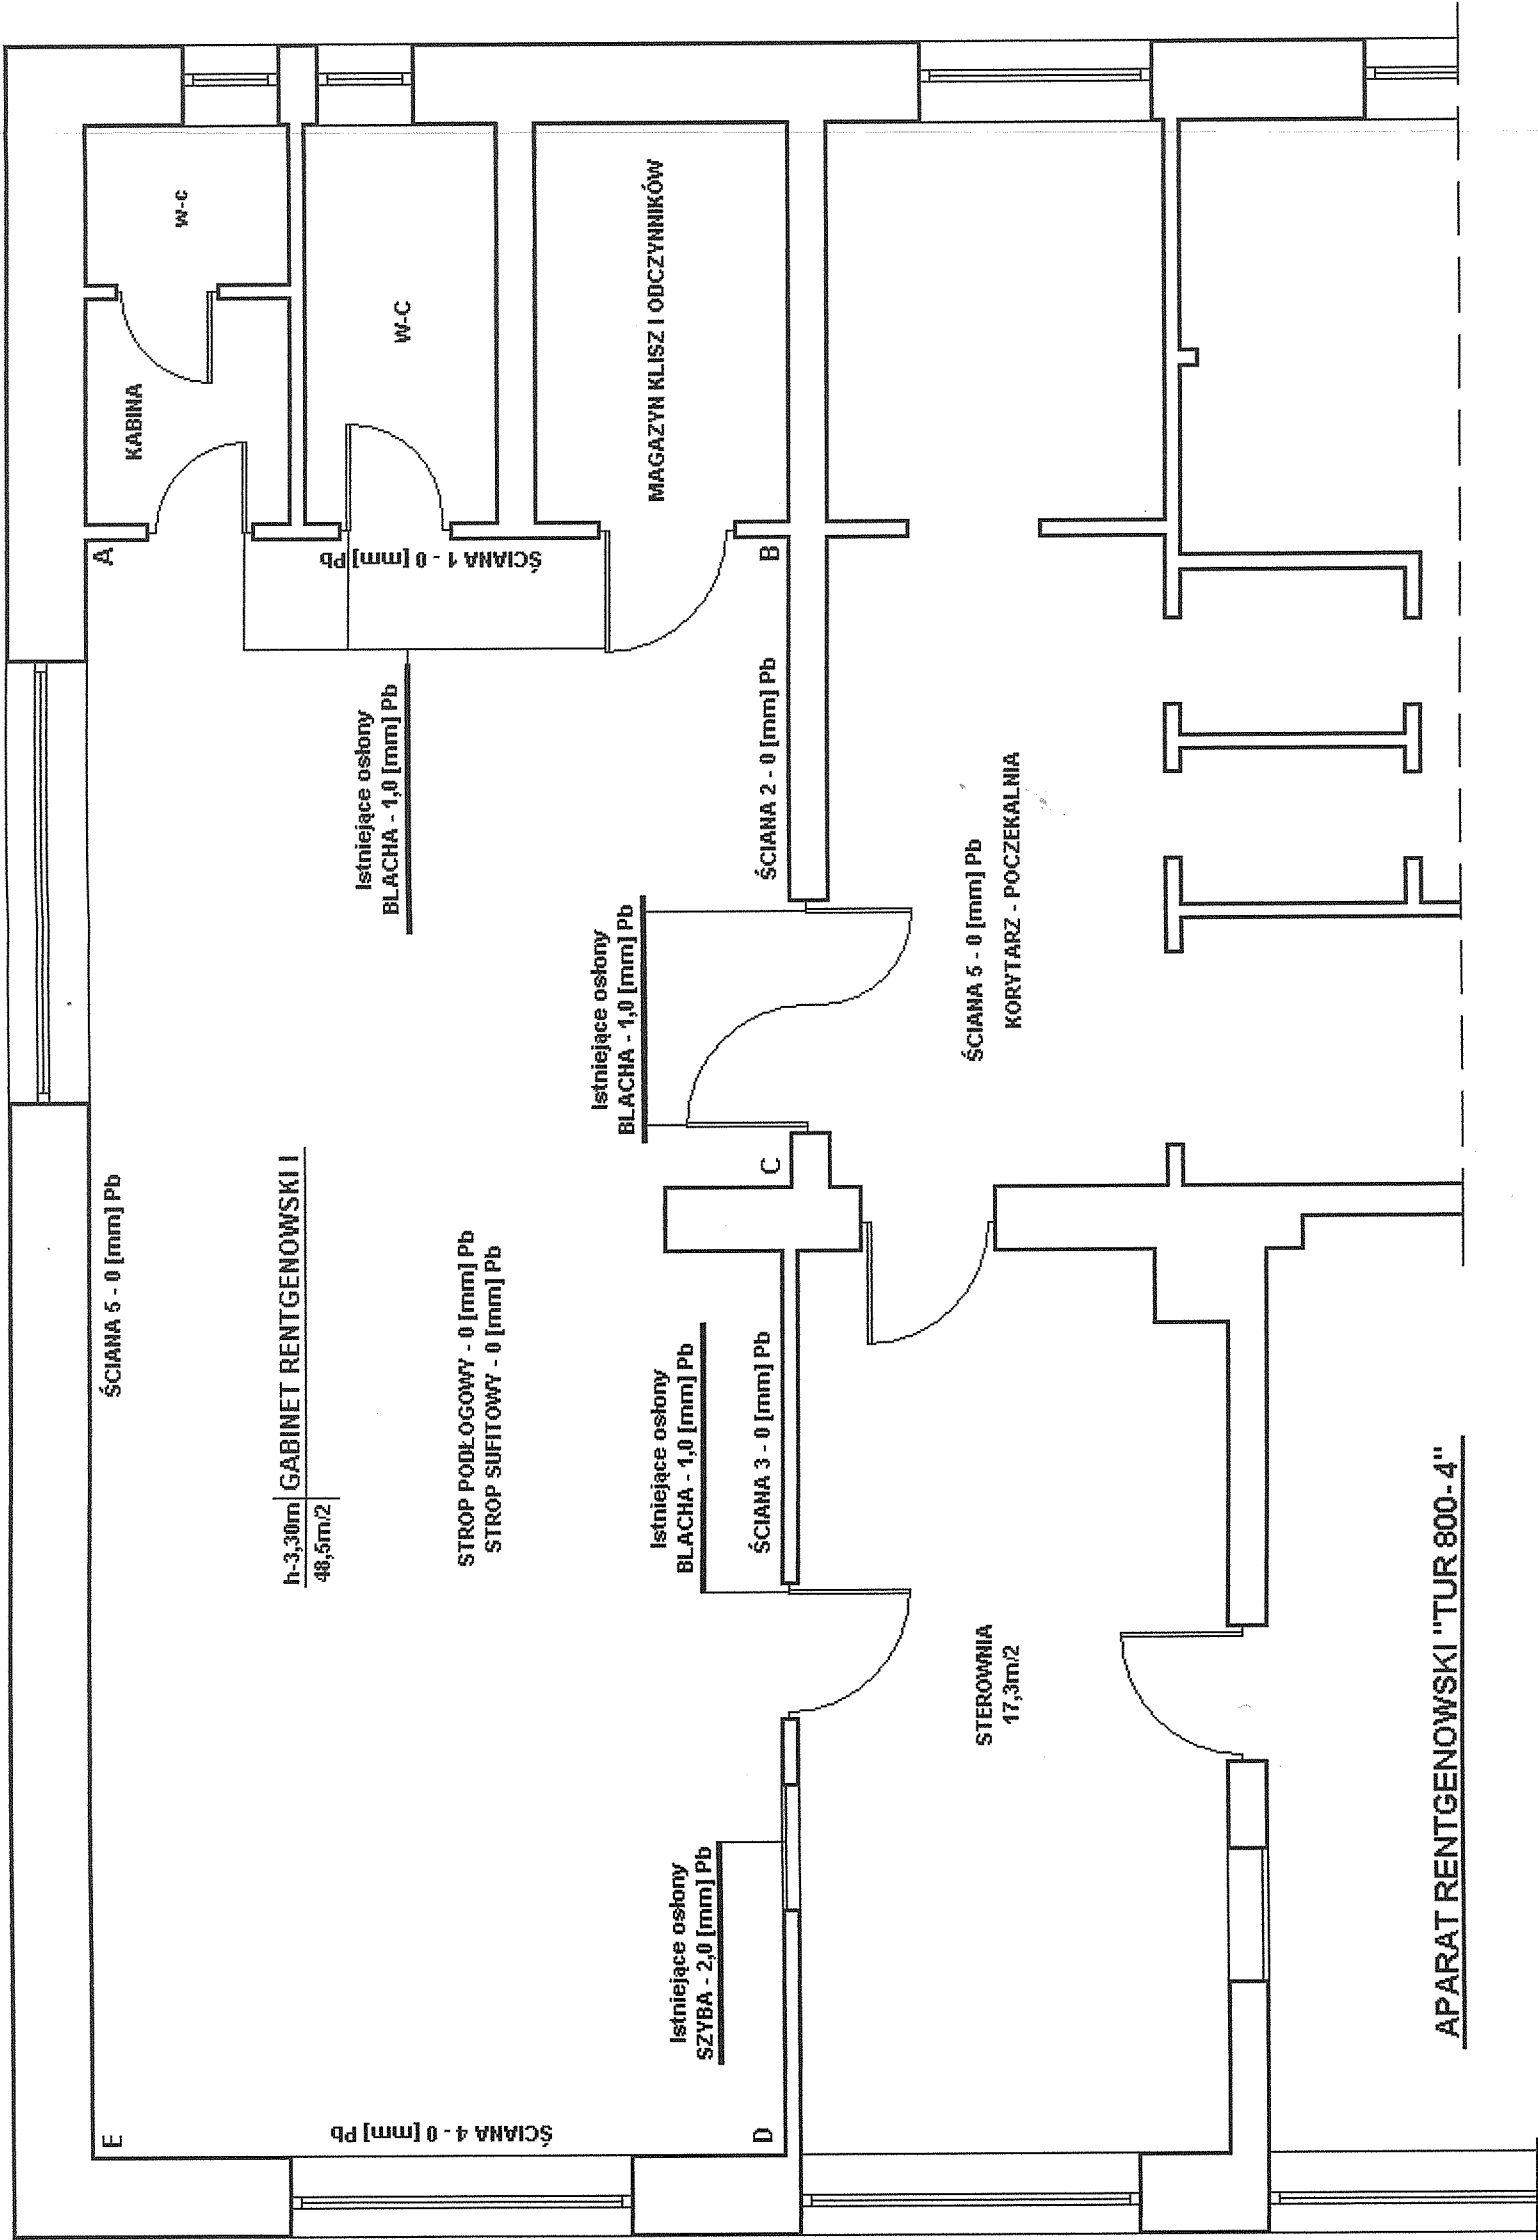 A
KABINA
w-c
ŚCIANA 1 - 0 [mm] Pb
W-C
MAGAZYN KLISZ I ODCZYNNIKÓW
B
Istniejące osłony
BLACHA - 1,0 [mm] Pb
ŚCIANA 2 - 0 [mm] Pb
Istniejące osłony
BLACHA - 1,0 [mm] Pb
ŚCIANA 5 - 0 [mm] Pb
KORYTARZ - POCZEKALNIA
C
ŚCIANA 5 - 0 [mm] Pb
h-3,30m GABINET RENTGENOWSKI I
48,5m/2
STROP PODŁOGOWY - 0 [mm] Pb
STROP SUFITOWY - 0 [mm] Pb
Istniejące osłony
BLACHA - 1,0 [mm] Pb
ŚCIANA 3 - 0 [mm] Pb
STEROWNIA
17,3m/2
Istniejące osłony
SZYBA - 2,0 [mm] Pb
E
ŚCIANA 4 - 0 [mm] Pb
D
APARAT RENTGENOWSKI "TUR 800- 4"